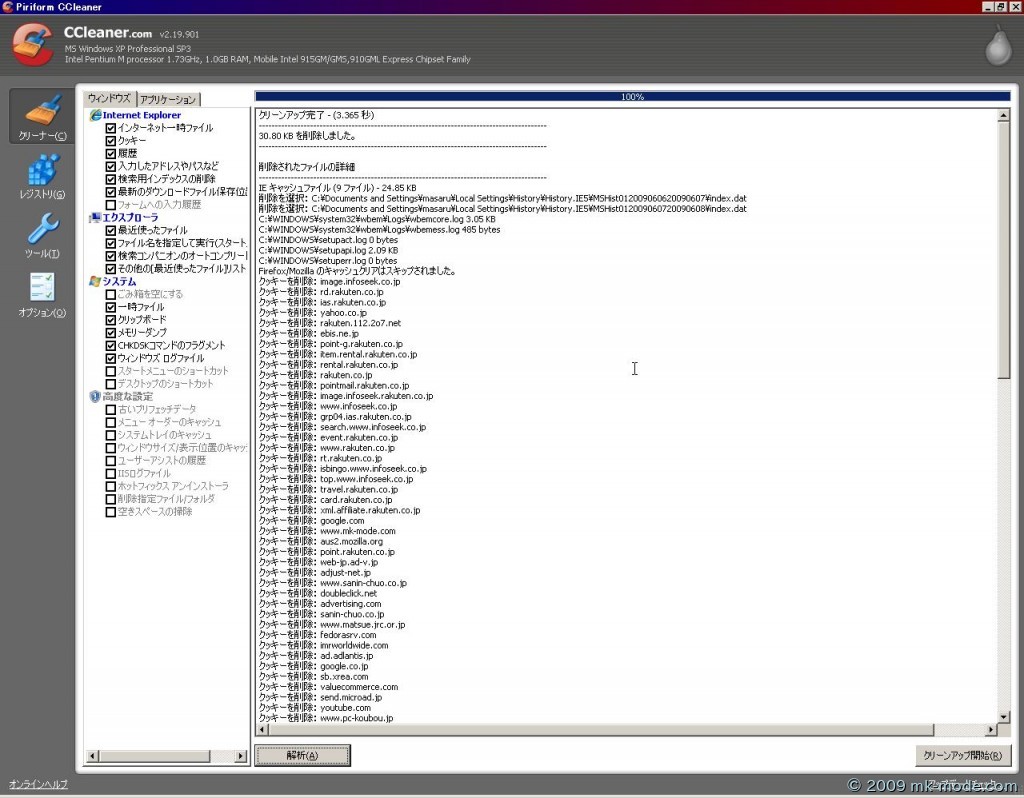 Piriform CCleaner
CCleaner.com v2.19.901
MS Windows XP Professional SP3
Intel Pentium M processor 1.73GHz, 1.0GB RAM, Mobile Intel 915GM/GMS,910GML Express Chipset Family
クリーナー(C)
レジストリ(G)
ツール(T)
オプション(O)
ウィンドウズ アプリケーション
Internet Explorer
インターネット一時ファイル
クッキー
履歴
入力したアドレスやパスなど
検索用インデックスの削除
最新のダウンロードファイル保存位
フォームへの入力履歴
エクスプローラ
最近使ったファイル
ファイル名を指定して実行(スタート
検索コンパニオンのオートコンプリー
その他の[最近使ったファイル]リスト
システム
ごみ箱を空にする
一時ファイル
クリップボード
メモリーダンプ
CHKDSKコマンドのフラグメント
ウィンドウズ ログファイル
スタートメニューのショートカット
デスクトップのショートカット
高度な設定
古いプリフェッチデータ
メニュー オーダーのキャッシュ
システムトレイのキャッシュ
ウィンドウサイズ/表示位置のキャッ
ユーザーアシストの履歴
IISログファイル
ホットフィックス アンインストーラ
削除指定ファイル/フォルダ
空きスペースの掃除
100%
クリーンアップ完了 - (3.365 秒)
30.80 KB を削除しました。
削除されたファイルの詳細
IE キャッシュファイル (9 ファイル) - 24.85 KB
削除を選択: C:¥Documents and Settings¥masaru¥Local Settings¥History¥History.IE5¥MSHist012009060620090607¥index.dat
削除を選択: C:¥Documents and Settings¥masaru¥Local Settings¥History¥History.IE5¥MSHist012009060720090608¥index.dat
C:¥WINDOWS¥system32¥wbem¥Logs¥wbemcore.log 3.05 KB
C:¥WINDOWS¥system32¥wbem¥Logs¥wbemess.log 485 bytes
C:¥WINDOWS¥setupact.log 0 bytes
C:¥WINDOWS¥setupapi.log 2.09 KB
C:¥WINDOWS¥setuperr.log 0 bytes
Firefox/Mozilla のキャッシュクリアはスキップされました。
クッキーを削除: image.infoseek.co.jp
クッキーを削除: rd.rakuten.co.jp
クッキーを削除: ias.rakuten.co.jp
クッキーを削除: yahoo.co.jp
クッキーを削除: rakuten.112.2o7.net
クッキーを削除: ebis.ne.jp
クッキーを削除: point-g.rakuten.co.jp
クッキーを削除: item.rental.rakuten.co.jp
クッキーを削除: rental.rakuten.co.jp
クッキーを削除: rakuten.co.jp
クッキーを削除: pointmail.rakuten.co.jp
クッキーを削除: image.infoseek.rakuten.co.jp
クッキーを削除: www.infoseek.co.jp
クッキーを削除: grp04.ias.rakuten.co.jp
クッキーを削除: search.www.infoseek.co.jp
クッキーを削除: event.rakuten.co.jp
クッキーを削除: www.rakuten.co.jp
クッキーを削除: rt.rakuten.co.jp
クッキーを削除: isbingo.www.infoseek.co.jp
クッキーを削除: top.www.infoseek.co.jp
クッキーを削除: travel.rakuten.co.jp
クッキーを削除: card.rakuten.co.jp
クッキーを削除: xml.affiliate.rakuten.co.jp
クッキーを削除: google.com
クッキーを削除: www.mk-mode.com
クッキーを削除: aus2.mozilla.org
クッキーを削除: point.rakuten.co.jp
クッキーを削除: web-jp.ad-v.jp
クッキーを削除: adjust-net.jp
クッキーを削除: www.sanin-chuo.co.jp
クッキーを削除: doubleclick.net
クッキーを削除: advertising.com
クッキーを削除: sanin-chuo.co.jp
クッキーを削除: www.matsue.jrc.or.jp
クッキーを削除: fedorasrv.com
クッキーを削除: imrworldwide.com
クッキーを削除: ad.adlantis.jp
クッキーを削除: google.co.jp
クッキーを削除: sb.xrea.com
クッキーを削除: valuecommerce.com
クッキーを削除: send.microad.jp
クッキーを削除: youtube.com
クッキーを削除: www.pc-koubou.jp
解析(A)
クリーンアップ開始(R)
オンラインヘルプ
© 2009 mk-mode.com